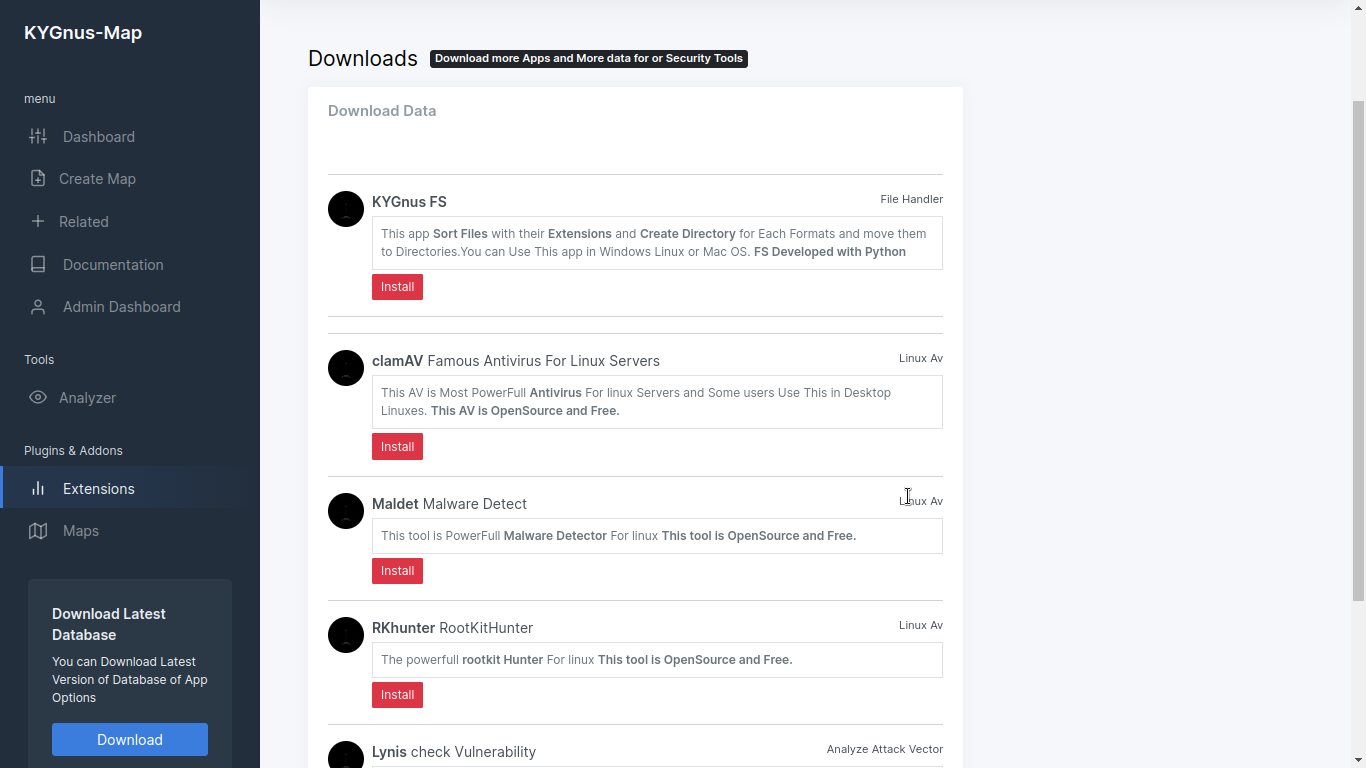 KYGnus-Map
menu
Dashboard
Create Map
Related
Documentation
Admin Dashboard
Tools
Analyzer
Plugins & Addons
Extensions
Maps
Download Latest
Database
You can Download Latest
Version of Database of App
Options
Download
Downloads Download more Apps and More data for or Security Tools
Download Data
KYGnus FS File Handler
This app Sort Files with their Extensions and Create Directory for Each Formats and move them
to Directories.You can Use This app in Windows Linux or Mac OS. FS Developed with Python
Install
clamAV Famous Antivirus For Linux Servers Linux Av
This AV is Most PowerFull Antivirus For linux Servers and Some users Use This in Desktop
Linuxes. This AV is OpenSource and Free.
Install
Maldet Malware Detect Linux Av
This tool is PowerFull Malware Detector For linux This tool is OpenSource and Free.
Install
RKhunter RootKitHunter Linux Av
The powerfull rootkit Hunter For linux This tool is OpenSource and Free.
Install
Lynis check Vulnerability Analyze Attack Vector